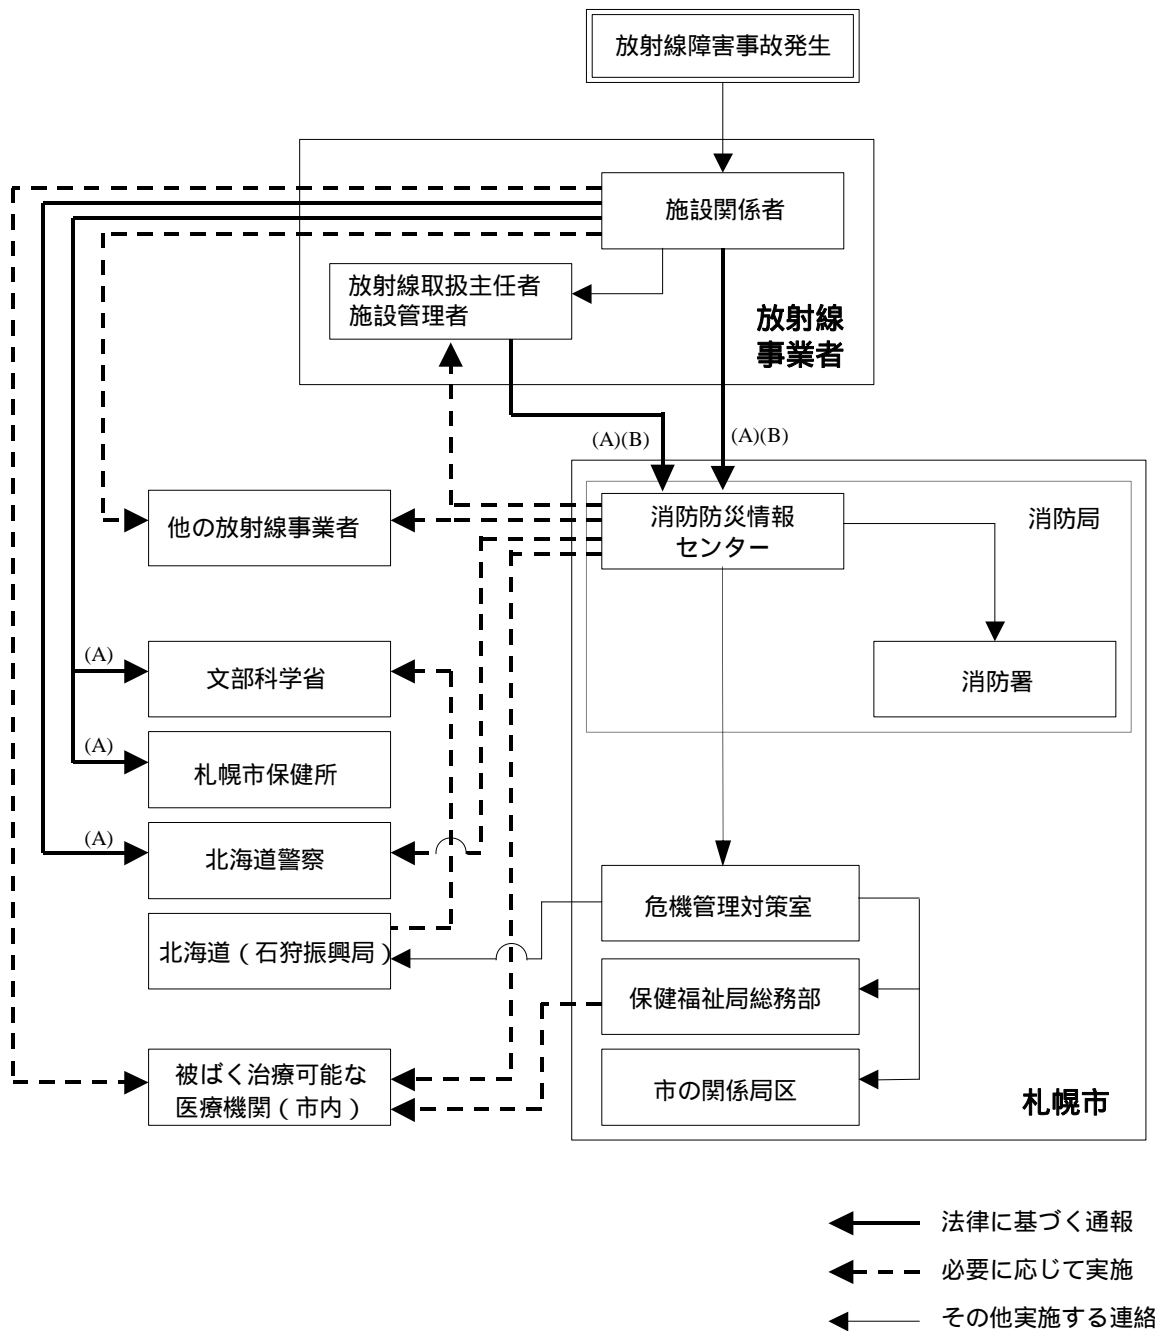 放射線障害事故発生
施設関係者
放射線取扱主任者
施設管理者
放射線
事業者
(A)(B)
(A)(B)
消防防災情報
センター
消防局
他の放射線事業者
消防署
(A)
文部科学省
(A)
札幌市保健所
(A)
北海道警察
危機管理対策室
北海道（石狩振興局）
保健福祉局総務部
被ばく治療可能な
医療機関（市内）
市の関係局区
札幌市
法律に基づく通報
必要に応じて実施
その他実施する連絡